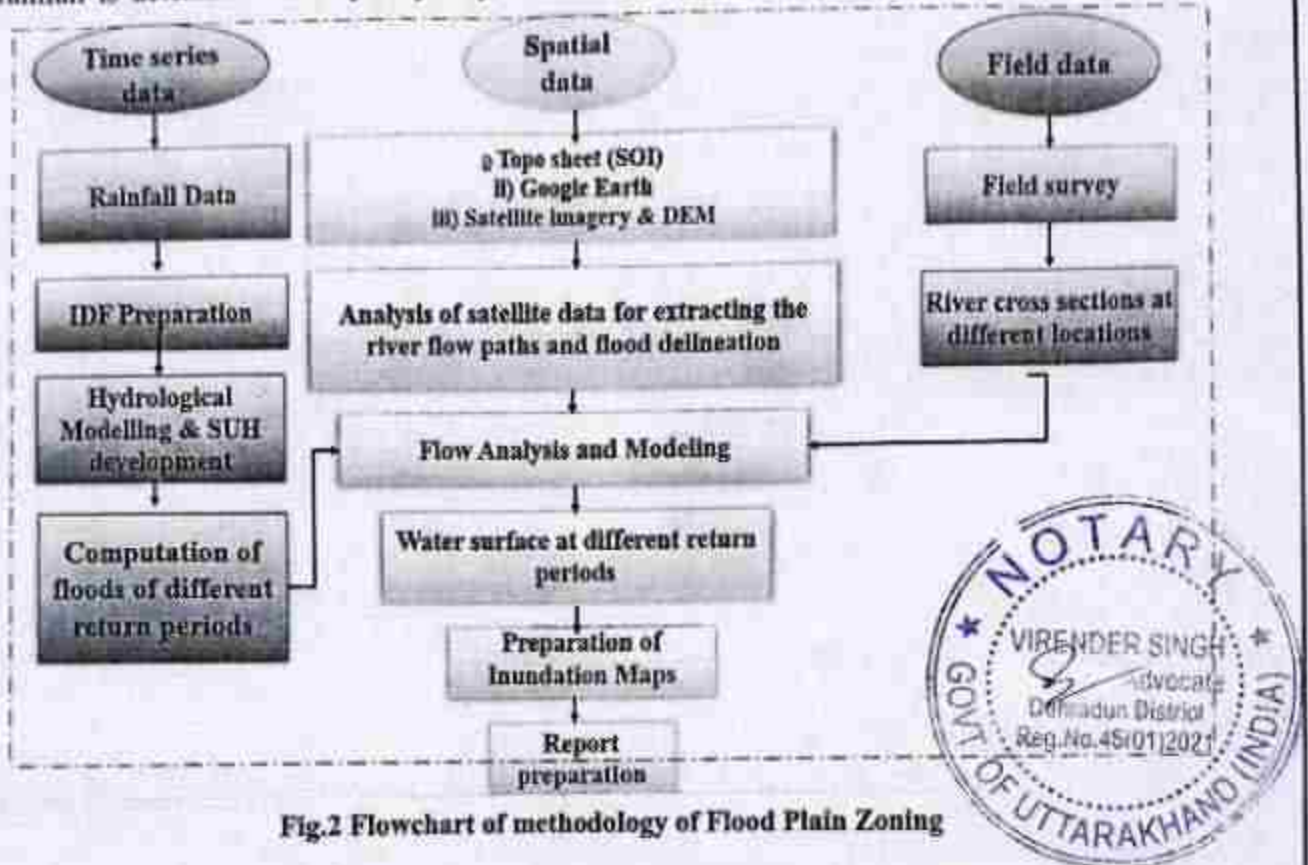 Time series
data
Rainfall Data
IDF Preparation
Hydrological
Modelling & SUH
development
Computation of
floods of different
return periods
Spatial
data
i) Topo sheet (SOI)
ii) Google Earth
iii) Satellite imagery & DEM
Analysis of satellite data for extracting the
river flow paths and flood delineation
Flow Analysis and Modeling
Water surface at different return
periods
Preparation of
Inundation Maps
Report
preparation
Field data
Field survey
River cross sections at
different locations
NOTARY
VIRENDER SINGH
Advocate
Dehradun District
Reg.No.45(01)2021
GOVT. OF UTTARAKHAND (INDIA)
Fig.2 Flowchart of methodology of Flood Plain Zoning